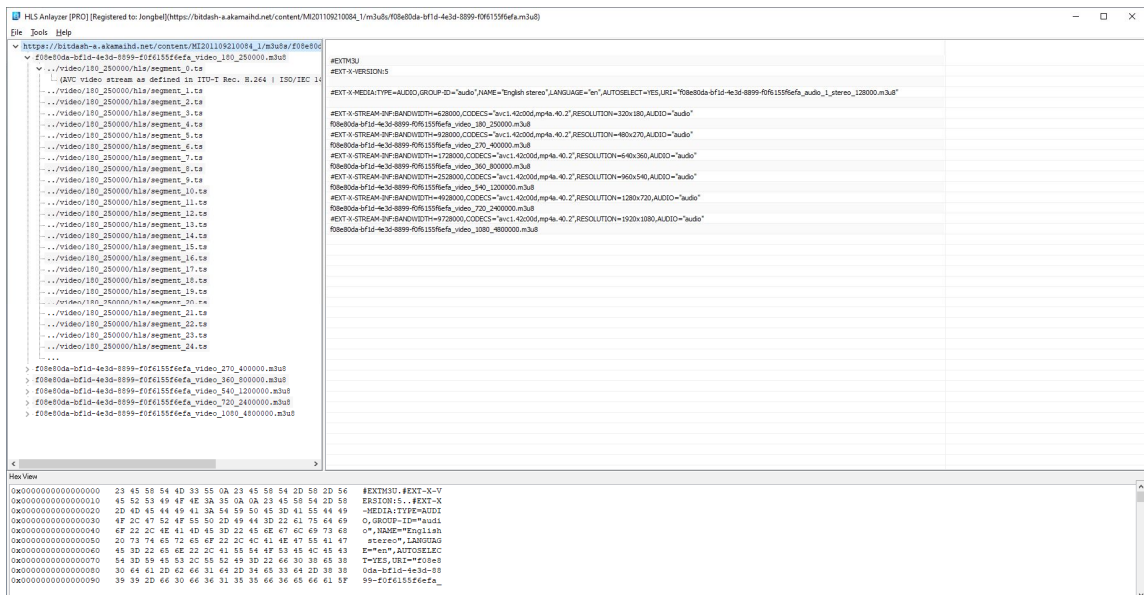 HLS Anlayzer [PRO] [Registered to: Jongbel](https://bitdash-a.akamaihd.net/content/MI201109210084_1/m3u8s/f08e80da-bf1d-4e3d-8899-f0f6155f6efa.m3u8)
File Tools Help
https://bitdash-a.akamaihd.net/content/MI201109210084_1/m3u8s/f08e80d
f08e80da-bf1d-4e3d-8899-f0f6155f6efa_video_180_250000.m3u8
../video/180_250000/hls/segment_0.ts
(AVC video stream as defined in ITU-T Rec. H.264 | ISO/IEC 14
../video/180_250000/hls/segment_1.ts
../video/180_250000/hls/segment_2.ts
../video/180_250000/hls/segment_3.ts
../video/180_250000/hls/segment_4.ts
../video/180_250000/hls/segment_5.ts
../video/180_250000/hls/segment_6.ts
../video/180_250000/hls/segment_7.ts
../video/180_250000/hls/segment_8.ts
../video/180_250000/hls/segment_9.ts
../video/180_250000/hls/segment_10.ts
../video/180_250000/hls/segment_11.ts
../video/180_250000/hls/segment_12.ts
../video/180_250000/hls/segment_13.ts
../video/180_250000/hls/segment_14.ts
../video/180_250000/hls/segment_15.ts
../video/180_250000/hls/segment_16.ts
../video/180_250000/hls/segment_17.ts
../video/180_250000/hls/segment_18.ts
../video/180_250000/hls/segment_19.ts
../video/180_250000/hls/segment_20.ts
../video/180_250000/hls/segment_21.ts
../video/180_250000/hls/segment_22.ts
../video/180_250000/hls/segment_23.ts
../video/180_250000/hls/segment_24.ts
...
f08e80da-bf1d-4e3d-8899-f0f6155f6efa_video_270_400000.m3u8
f08e80da-bf1d-4e3d-8899-f0f6155f6efa_video_360_800000.m3u8
f08e80da-bf1d-4e3d-8899-f0f6155f6efa_video_540_1200000.m3u8
f08e80da-bf1d-4e3d-8899-f0f6155f6efa_video_720_2400000.m3u8
f08e80da-bf1d-4e3d-8899-f0f6155f6efa_video_1080_4800000.m3u8
#EXTM3U
#EXT-X-VERSION:5
#EXT-X-MEDIA:TYPE=AUDIO,GROUP-ID="audio",NAME="English stereo",LANGUAGE="en",AUTOSELECT=YES,URI="f08e80da-bf1d-4e3d-8899-f0f6155f6efa_audio_1_stereo_128000.m3u8"
#EXT-X-STREAM-INF:BANDWIDTH=628000,CODECS="avc1.42c00d,mp4a.40.2",RESOLUTION=320x180,AUDIO="audio"
f08e80da-bf1d-4e3d-8899-f0f6155f6efa_video_180_250000.m3u8
#EXT-X-STREAM-INF:BANDWIDTH=928000,CODECS="avc1.42c00d,mp4a.40.2",RESOLUTION=480x270,AUDIO="audio"
f08e80da-bf1d-4e3d-8899-f0f6155f6efa_video_270_400000.m3u8
#EXT-X-STREAM-INF:BANDWIDTH=1728000,CODECS="avc1.42c00d,mp4a.40.2",RESOLUTION=640x360,AUDIO="audio"
f08e80da-bf1d-4e3d-8899-f0f6155f6efa_video_360_800000.m3u8
#EXT-X-STREAM-INF:BANDWIDTH=2528000,CODECS="avc1.42c00d,mp4a.40.2",RESOLUTION=960x540,AUDIO="audio"
f08e80da-bf1d-4e3d-8899-f0f6155f6efa_video_540_1200000.m3u8
#EXT-X-STREAM-INF:BANDWIDTH=4928000,CODECS="avc1.42c00d,mp4a.40.2",RESOLUTION=1280x720,AUDIO="audio"
f08e80da-bf1d-4e3d-8899-f0f6155f6efa_video_720_2400000.m3u8
#EXT-X-STREAM-INF:BANDWIDTH=9728000,CODECS="avc1.42c00d,mp4a.40.2",RESOLUTION=1920x1080,AUDIO="audio"
f08e80da-bf1d-4e3d-8899-f0f6155f6efa_video_1080_4800000.m3u8
Hex View
0x0000000000000000 23 45 58 54 4D 33 55 0A 23 45 58 54 2D 58 2D 56 #EXTM3U.#EXT-X-V
0x0000000000000010 45 52 53 49 4F 4E 3A 35 0A 0A 23 45 58 54 2D 58 ERSION:5..#EXT-X
0x0000000000000020 2D 4D 45 44 49 41 3A 54 59 50 45 3D 41 55 44 49 -MEDIA:TYPE=AUDI
0x0000000000000030 4F 2C 47 52 4F 55 50 2D 49 44 3D 22 61 75 64 69 O,GROUP-ID="audi
0x0000000000000040 6F 22 2C 4E 41 4D 45 3D 22 45 6E 67 6C 69 73 68 o",NAME="English
0x0000000000000050 20 73 74 65 72 65 6F 22 2C 4C 41 4E 47 55 41 47 stereo",LANGUAG
0x0000000000000060 45 3D 22 65 6E 22 2C 41 55 54 4F 53 45 4C 45 43 E="en",AUTOSELEC
0x0000000000000070 54 3D 59 45 53 2C 55 52 49 3D 22 66 30 38 65 38 T=YES,URI="f08e8
0x0000000000000080 30 64 61 2D 62 66 31 64 2D 34 65 33 64 2D 38 38 0da-bf1d-4e3d-88
0x0000000000000090 39 39 2D 66 30 66 36 31 35 35 66 36 65 66 61 5F 99-f0f6155f6efa_